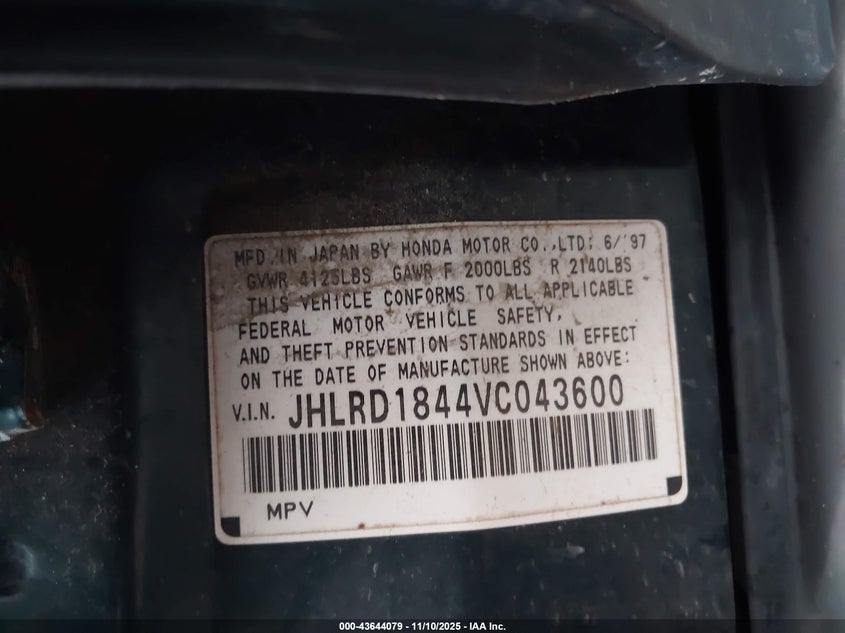 MFD. IN JAPAN BY HONDA MOTOR CO.,LTD; 6/'97
GVWR 4125LBS GAWR F 2000LBS R 2140LBS
THIS VEHICLE CONFORMS TO ALL APPLICABLE
FEDERAL MOTOR VEHICLE SAFETY,
AND THEFT PREVENTION STANDARDS IN EFFECT
ON THE DATE OF MANUFACTURE SHOWN ABOVE:
V.I.N. JHLRD1844VC043600
MPV
000-43644079 - 11/10/2025 - IAA Inc.